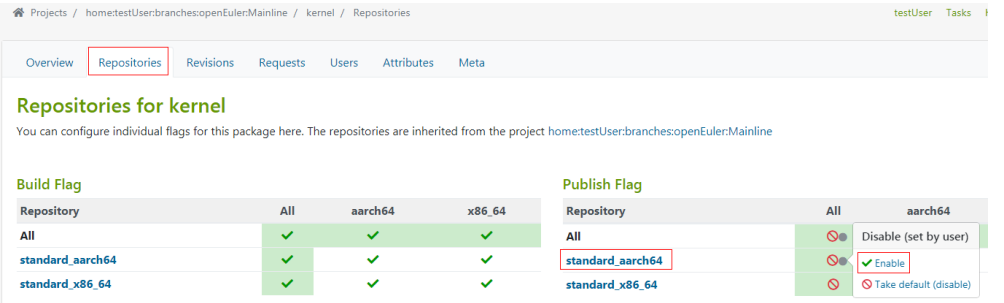 Projects / home:testUser:branches:openEuler:Mainline / kernel / Repositories testUser Tasks
Overview Repositories Revisions Requests Users Attributes Meta
Repositories for kernel
You can configure individual flags for this package here. The repositories are inherited from the project home:testUser:branches:openEuler:Mainline
Build Flag Publish Flag
Repository All aarch64 x86_64 Repository All aarch64
All All Disable (set by user)
standard_aarch64 standard_aarch64 Enable
standard_x86_64 standard_x86_64 Take default (disable)